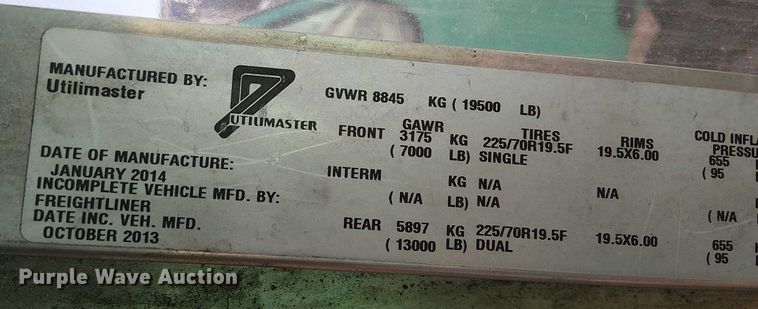 MANUFACTURED BY:
Utilimaster
UTILIMASTER
GVWR 8845 KG ( 19500 LB)
GAWR TIRES RIMS COLD INFLA
PRESSU
FRONT 3175 KG 225/70R19.5F 19.5X6.00 655
( 7000 LB) SINGLE ( 95
DATE OF MANUFACTURE:
JANUARY 2014
INTERM KG N/A N/A
( N/A LB) N/A ( N/A
INCOMPLETE VEHICLE MFD. BY:
FREIGHTLINER
DATE INC. VEH. MFD.
OCTOBER 2013
REAR 5897 KG 225/70R19.5F 19.5X6.00 655
( 13000 LB) DUAL ( 95
Purple Wave Auction